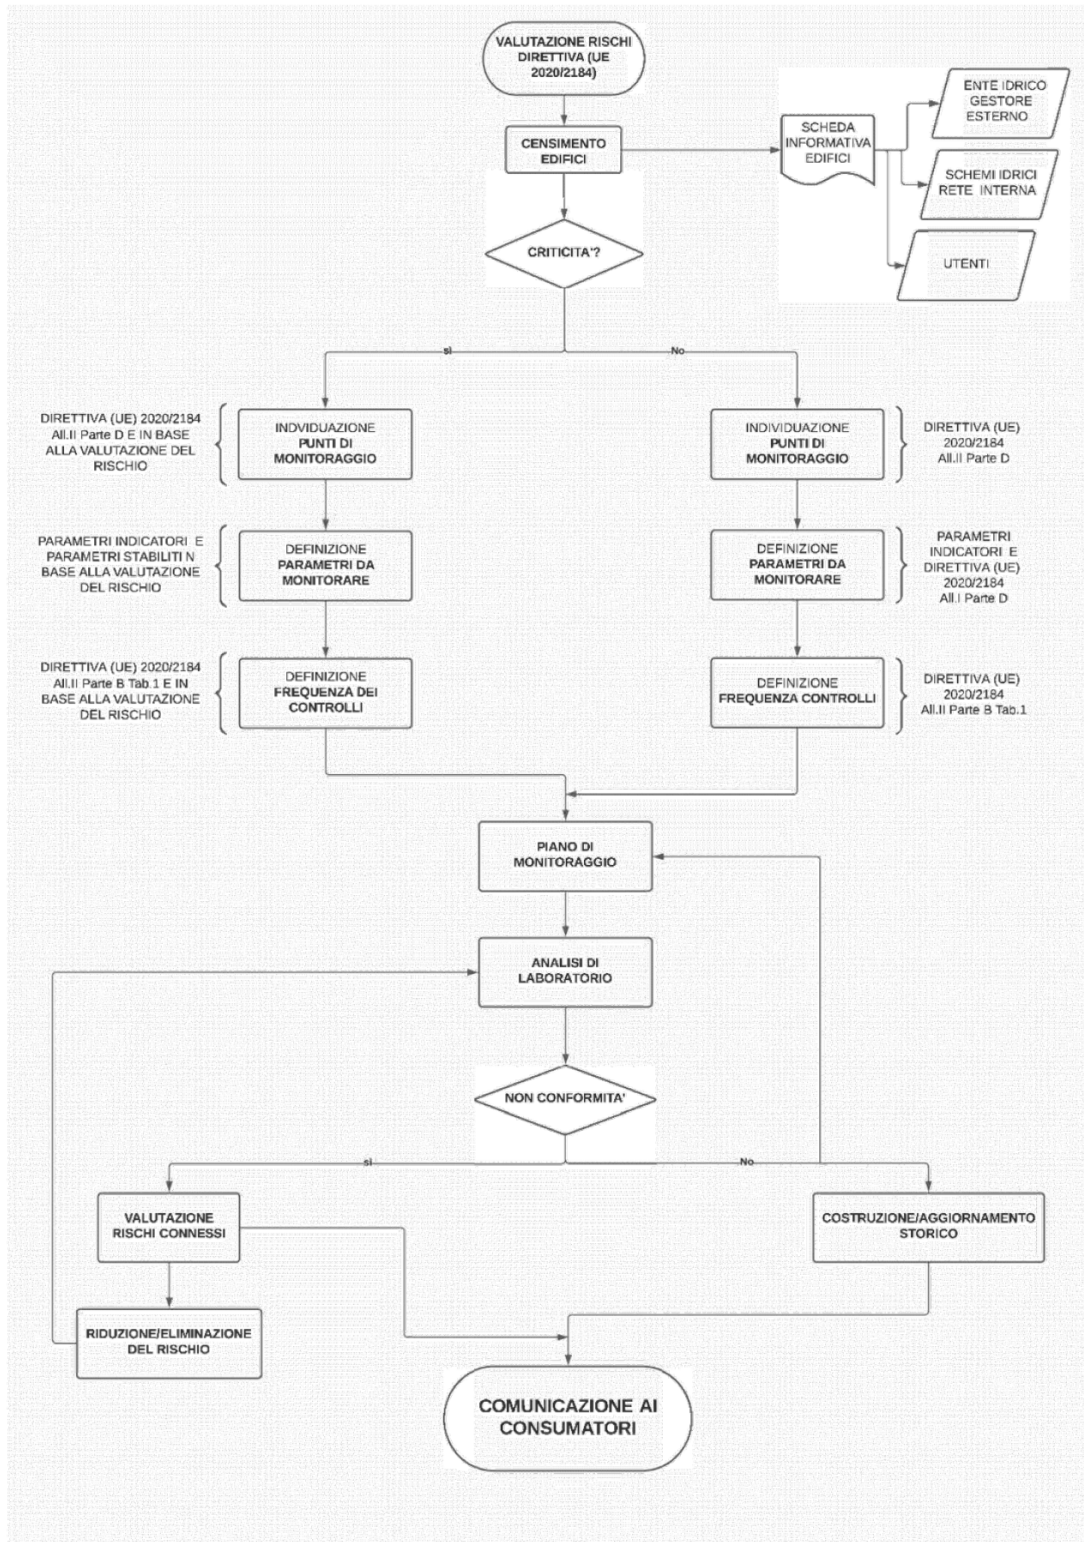 VALUTAZIONE RISCHI
DIRETTIVA (UE
2020/2184)
CENSIMENTO
EDIFICI
SCHEDA
INFORMATIVA
EDIFICI
ENTE IDRICO
GESTORE
ESTERNO
SCHEMI IDRICI
RETE INTERNA
UTENTI
CRITICITA'?
sì
No
DIRETTIVA (UE) 2020/2184
All.II Parte D E IN BASE
ALLA VALUTAZIONE DEL
RISCHIO
INDVIDUAZIONE
PUNTI DI
MONITORAGGIO
INDIVIDUAZIONE
PUNTI DI
MONITORAGGIO
DIRETTIVA (UE)
2020/2184
All.II Parte D
PARAMETRI INDICATORI E
PARAMETRI STABILITI N
BASE ALLA VALUTAZIONE
DEL RISCHIO
DEFINIZIONE
PARAMETRI DA
MONITORARE
DEFINIZIONE
PARAMETRI DA
MONITORARE
PARAMETRI
INDICATORI E
DIRETTIVA (UE)
2020/2184
All.I Parte D
DIRETTIVA (UE) 2020/2184
All.II Parte B Tab.1 E IN
BASE ALLA VALUTAZIONE
DEL RISCHIO
DEFINIZIONE
FREQUENZA DEI
CONTROLLI
DEFINIZIONE
FREQUENZA CONTROLLI
DIRETTIVA (UE)
2020/2184
All.II Parte B Tab.1
PIANO DI
MONITORAGGIO
ANALISI DI
LABORATORIO
NON CONFORMITA'
sì
No
VALUTAZIONE
RISCHI CONNESSI
COSTRUZIONE/AGGIORNAMENTO
STORICO
RIDUZIONE/ELIMINAZIONE
DEL RISCHIO
COMUNICAZIONE AI
CONSUMATORI